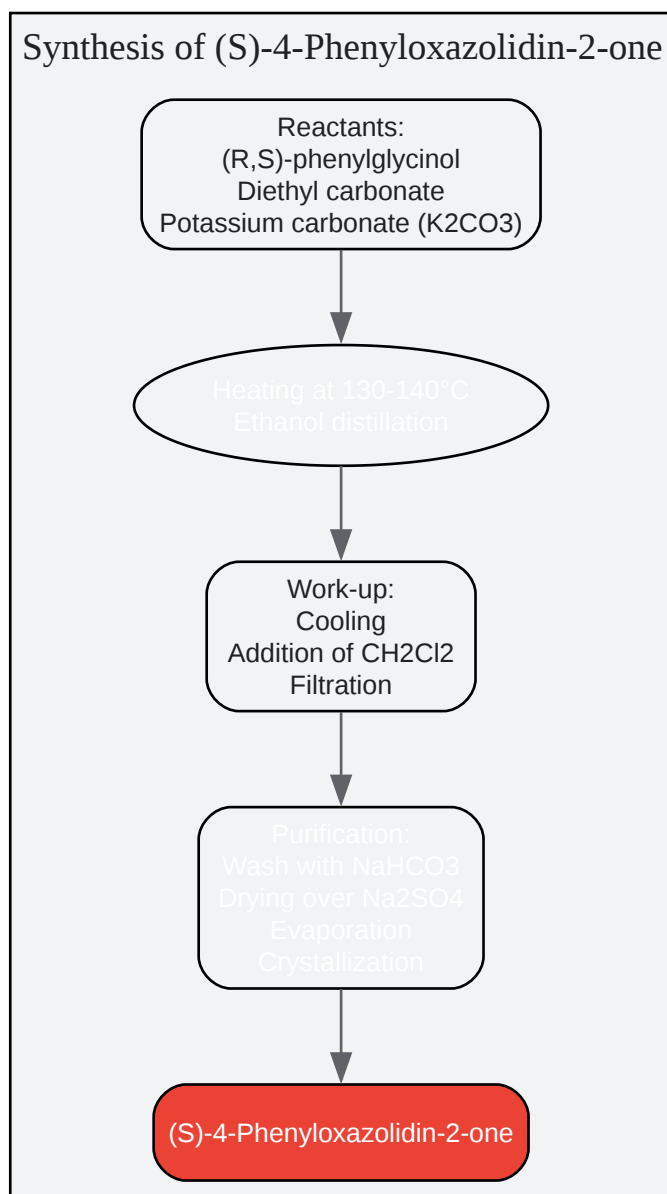 Synthesis of (S)-4-Phenyloxazolidin-2-one
Reactants:
(R,S)-phenylglycinol
Diethyl carbonate
Potassium carbonate (K2CO3)
Heating at 130-140°C
Ethanol distillation
Work-up:
Cooling
Addition of CH2Cl2
Filtration
Purification:
Wash with NaHCO3
Drying over Na2SO4
Evaporation
Crystallization
(S)-4-Phenyloxazolidin-2-one